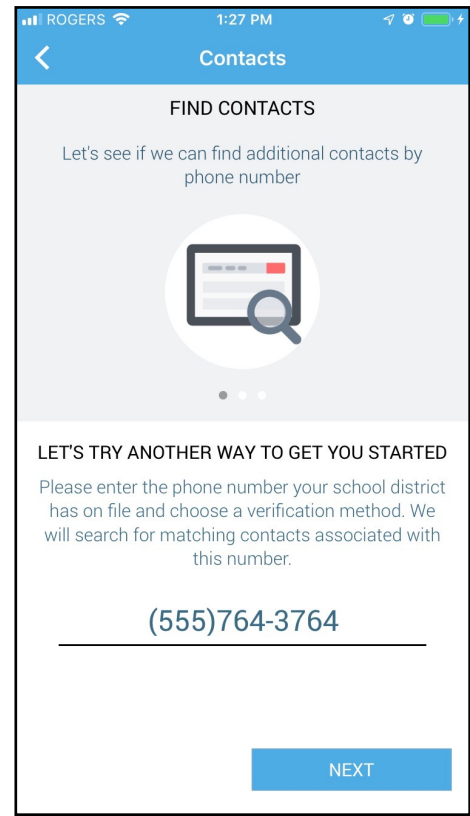 ROGERS 1:27 PM
Contacts
FIND CONTACTS
Let's see if we can find additional contacts by
phone number
LET'S TRY ANOTHER WAY TO GET YOU STARTED
Please enter the phone number your school district
has on file and choose a verification method. We
will search for matching contacts associated with
this number.
(555)764-3764
NEXT